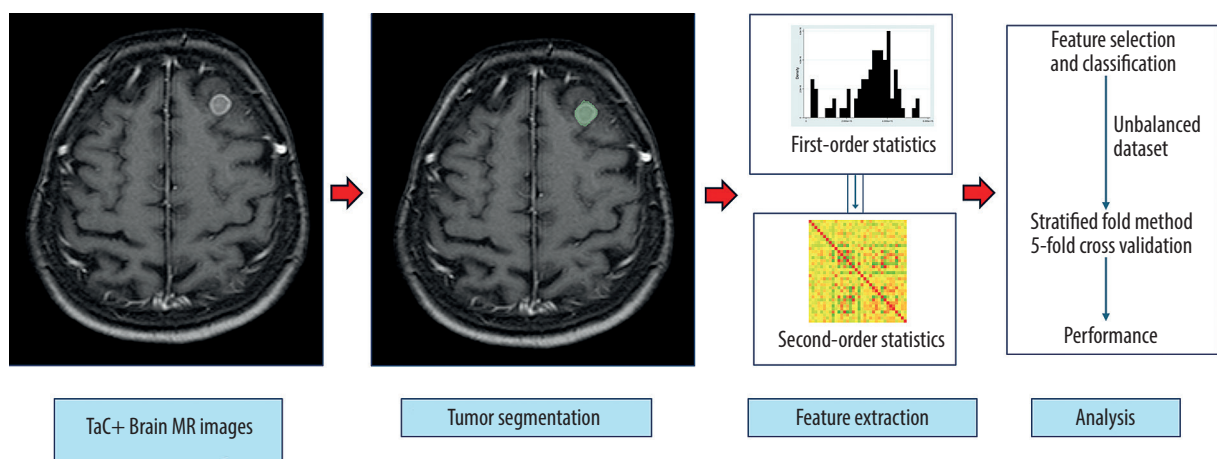 First-order statistics
Second-order statistics
Feature selection
and classification
Unbalanced
dataset
Stratified fold method
5-fold cross validation
Performance
TaC+ Brain MR images
Tumor segmentation
Feature extraction
Analysis